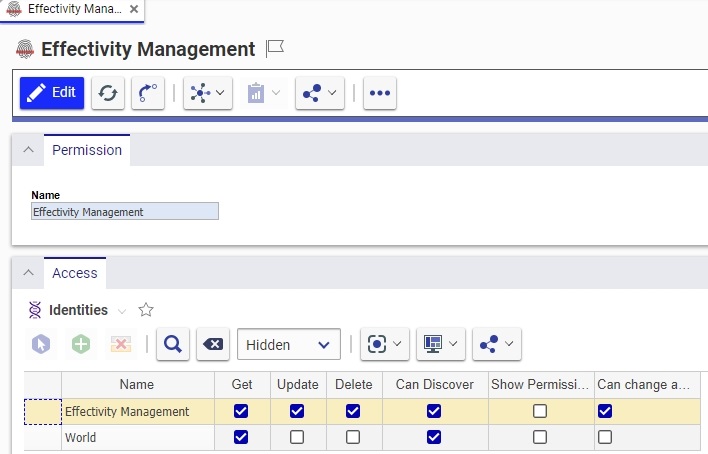 Effectivity Mana...
Effectivity Management
Edit
Permission
Name
Effectivity Management
Access
Identities
Hidden
Name Get Update Delete Can Discover Show Permissi... Can change a...
Effectivity Management
World